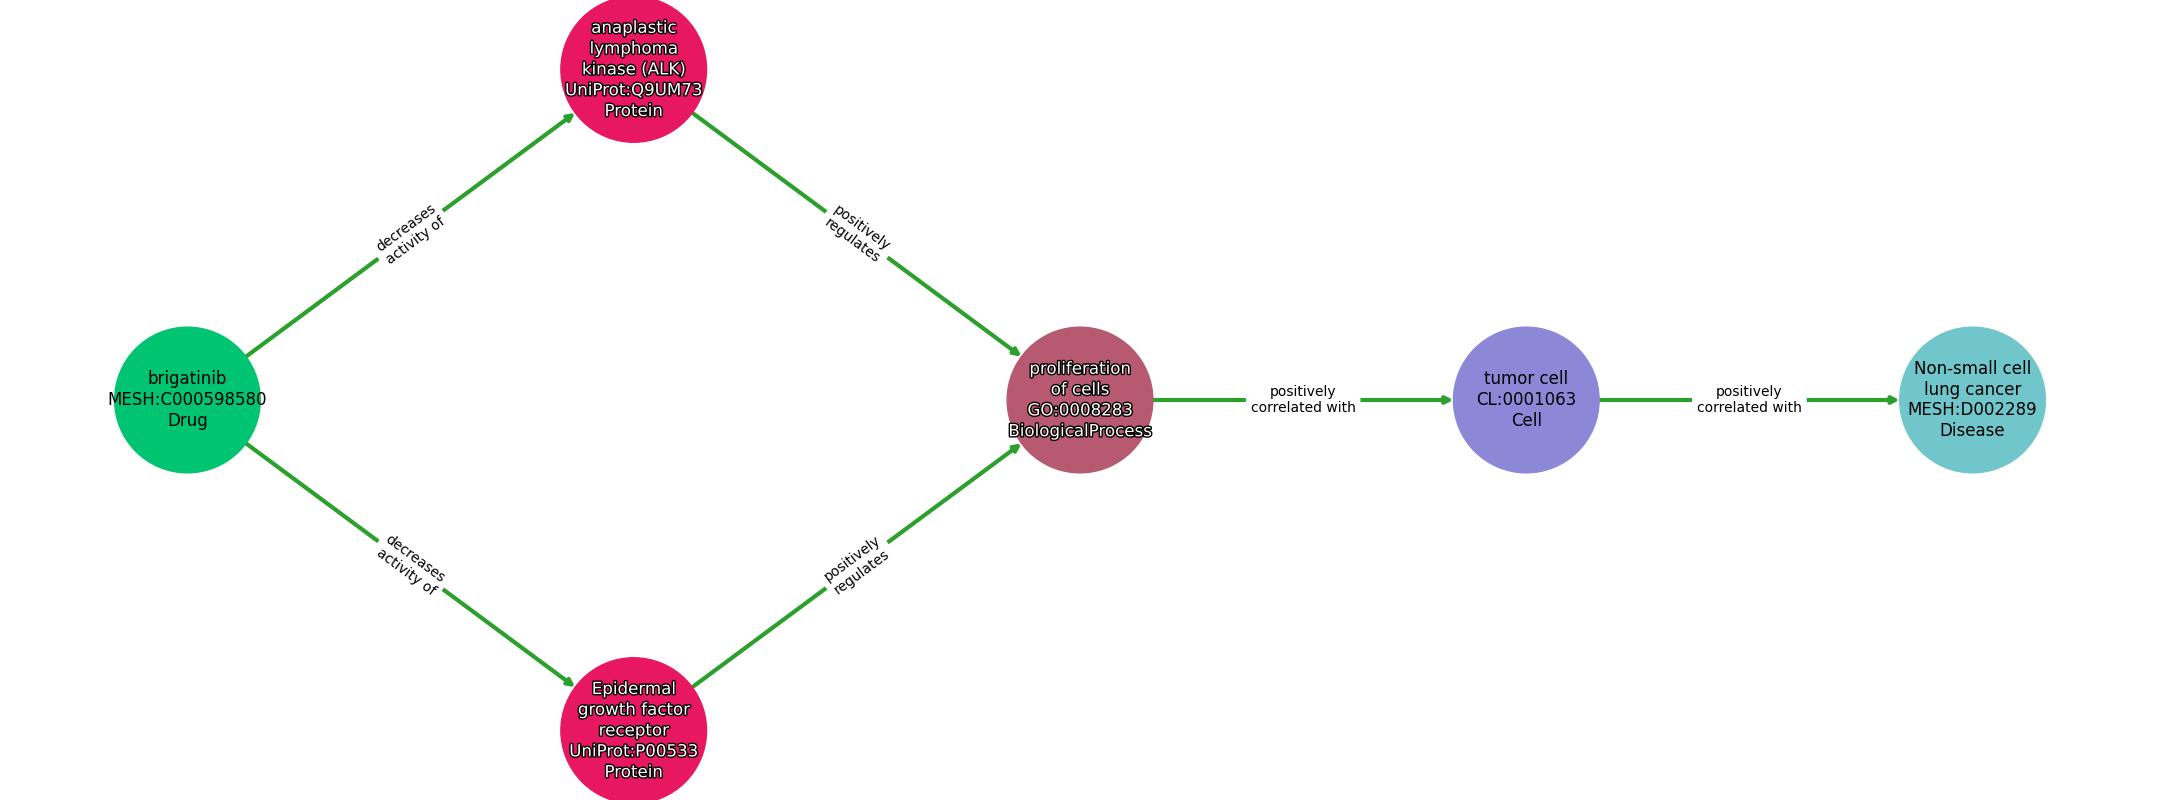 anaplastic
lymphoma
kinase (ALK)
UniProt:Q9UM73
Protein
decreases
activity of
positively
regulates
brigatinib
MESH:C000598580
Drug
proliferation
of cells
GO:0008283
BiologicalProcess
positively
correlated with
tumor cell
CL:0001063
Cell
positively
correlated with
Non-small cell
lung cancer
MESH:D002289
Disease
decreases
activity of
positively
regulates
Epidermal
growth factor
receptor
UniProt:P00533
Protein